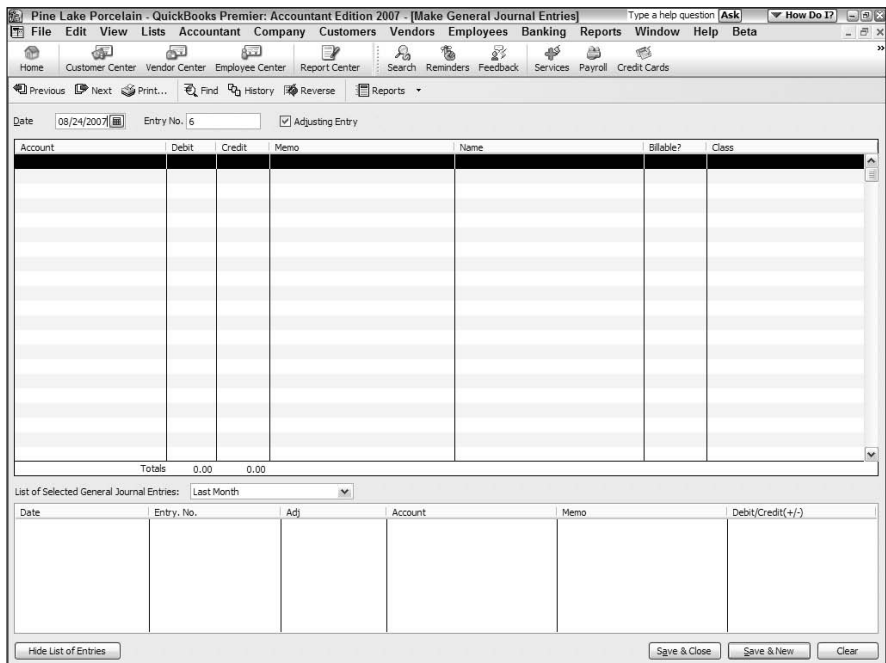 Pine Lake Porcelain - QuickBooks Premier: Accountant Edition 2007 - [Make General Journal Entries] Type a help question Ask How Do I?
File Edit View Lists Accountant Company Customers Vendors Employees Banking Reports Window Help Beta
Home Customer Center Vendor Center Employee Center Report Center Search Reminders Feedback Services Payroll Credit Cards
Previous Next Print... Find History Reverse Reports
Date 08/24/2007 Entry No. 6 Adjusting Entry
Account Debit Credit Memo Name Billable? Class
Totals 0.00 0.00
List of Selected General Journal Entries: Last Month
Date Entry. No. Adj Account Memo Debit/Credit(+/-)
Hide List of Entries Save & Close Save & New Clear